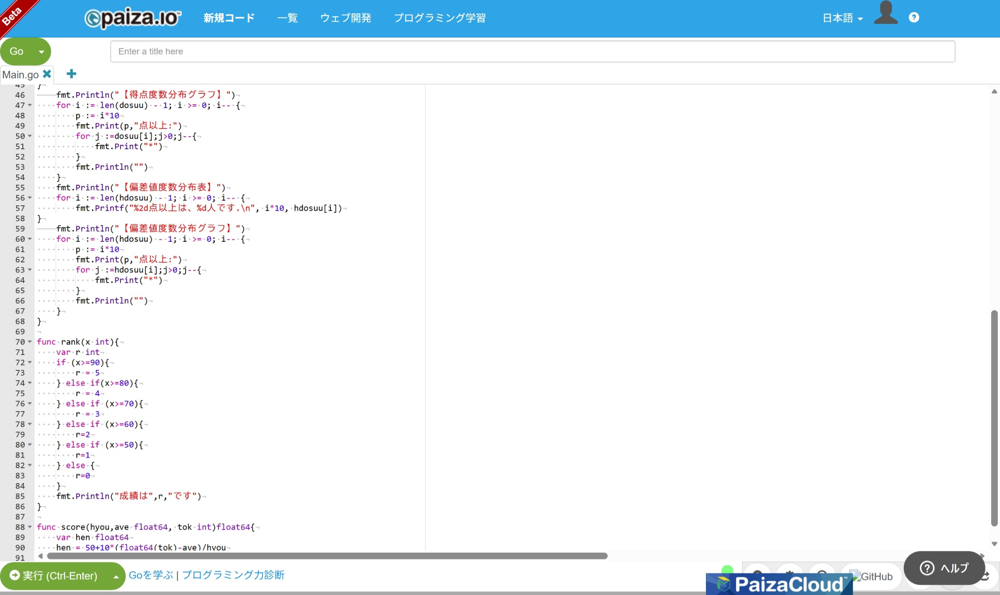 Beta
paiza.IO 新規コード 一覧 ウェブ開発 プログラミング学習 日本語
Go Enter a title here
Main.go
45 }
46 fmt.Println("【得点度数分布グラフ】")
47 for i := len(dosuu) - 1; i >= 0; i-- {
48 p := i*10
49 fmt.Print(p,"点以上:")
50 for j :=dosuu[i];j>0;j--{
51 fmt.Print("*")
52 }
53 fmt.Println("")
54 }
55 fmt.Println("【偏差値度数分布表】")
56 for i := len(hdosuu) - 1; i >= 0; i-- {
57 fmt.Printf("%2d点以上は、%d人です.\n", i*10, hdosuu[i])
58 }
59 fmt.Println("【偏差値度数分布グラフ】")
60 for i := len(hdosuu) - 1; i >= 0; i-- {
61 p := i*10
62 fmt.Print(p,"点以上:")
63 for j :=hdosuu[i];j>0;j--{
64 fmt.Print("*")
65 }
66 fmt.Println("")
67 }
68 }
69
70 func rank(x int){
71 var r int
72 if (x>=90){
73 r = 5
74 } else if(x>=80){
75 r = 4
76 } else if (x>=70){
77 r = 3
78 } else if (x>=60){
79 r=2
80 } else if (x>=50){
81 r=1
82 } else {
83 r=0
84 }
85 fmt.Println("成績は",r,"です")
86 }
87
88 func score(hyou,ave float64, tok int)float64{
89 var hen float64
90 hen = 50+10*(float64(tok)-ave)/hyou
91
実行 (Ctrl-Enter) Goを学ぶ | プログラミング力診断 GitHub ヘルプ
PaizaCloud™